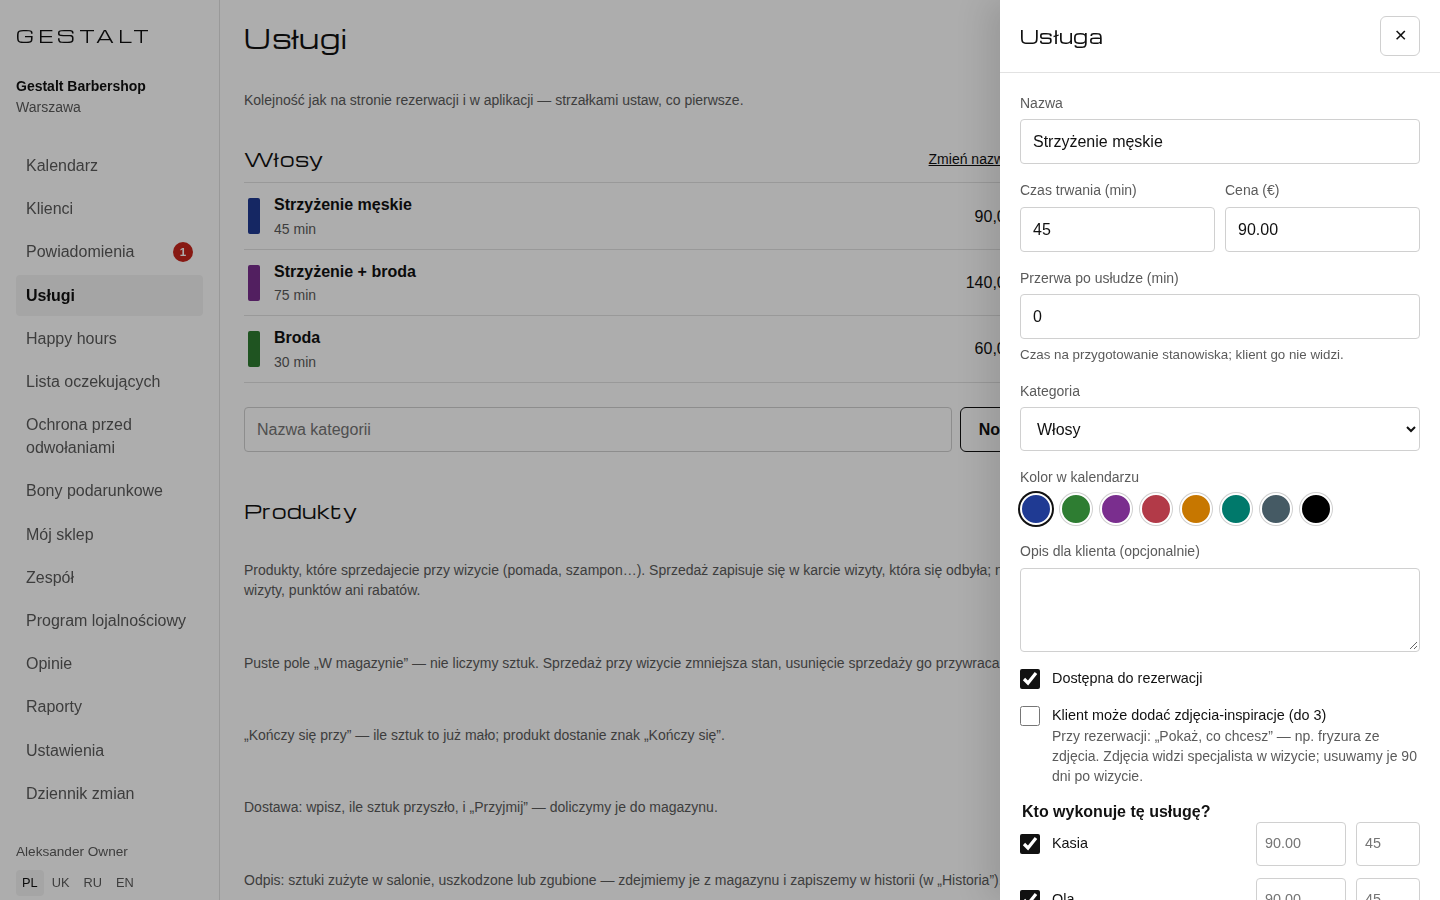 GESTALT
Gestalt Barbershop
Warszawa
Kalendarz
Klienci
Powiadomienia 1
Usługi
Happy hours
Lista oczekujących
Ochrona przed
odwołaniami
Bony podarunkowe
Mój sklep
Zespół
Program lojalnościowy
Opinie
Raporty
Ustawienia
Dziennik zmian
Aleksander Owner
PL UK RU EN
Usługi
Kolejność jak na stronie rezerwacji i w aplikacji — strzałkami ustaw, co pierwsze.
Włosy
Zmień
Strzyżenie męskie
45 min
Strzyżenie + broda
75 min
Broda
30 min
Nazwa kategorii
Produkty
Produkty, które sprzedajecie przy wizycie (pomada, szampon…). Sprzedaż zapisuje się w karcie wizyty, która się odbyła;
wizyty, punktów ani rabatów.
Puste pole „W magazynie” — nie liczymy sztuk. Sprzedaż przy wizycie zmniejsza stan, usunięcie sprzedaży go przywraca
„Kończy się przy” — ile sztuk to już mało; produkt dostanie znak „Kończy się”.
Dostawa: wpisz, ile sztuk przyszło, i „Przyjmij” — doliczymy je do magazynu.
Odpis: sztuki zużyte w salonie, uszkodzone lub zgubione — zdejmiemy je z magazynu i zapiszemy w historii (w „Historia”)
Usługa
×
Nazwa
Strzyżenie męskie
Czas trwania (min) Cena (€)
45 90.00
Przerwa po usłudze (min)
0
Czas na przygotowanie stanowiska; klient go nie widzi.
Kategoria
Włosy
Kolor w kalendarzu
Opis dla klienta (opcjonalnie)
Dostępna do rezerwacji
Klient może dodać zdjęcia-inspiracje (do 3)
Przy rezerwacji: „Pokaż, co chcesz” — np. fryzura ze
zdjęcia. Zdjęcia widzi specjalista w wizycie; usuwamy je 90
dni po wizycie.
Kto wykonuje tę usługę?
Kasia 90.00 45
Ola 90.00 45